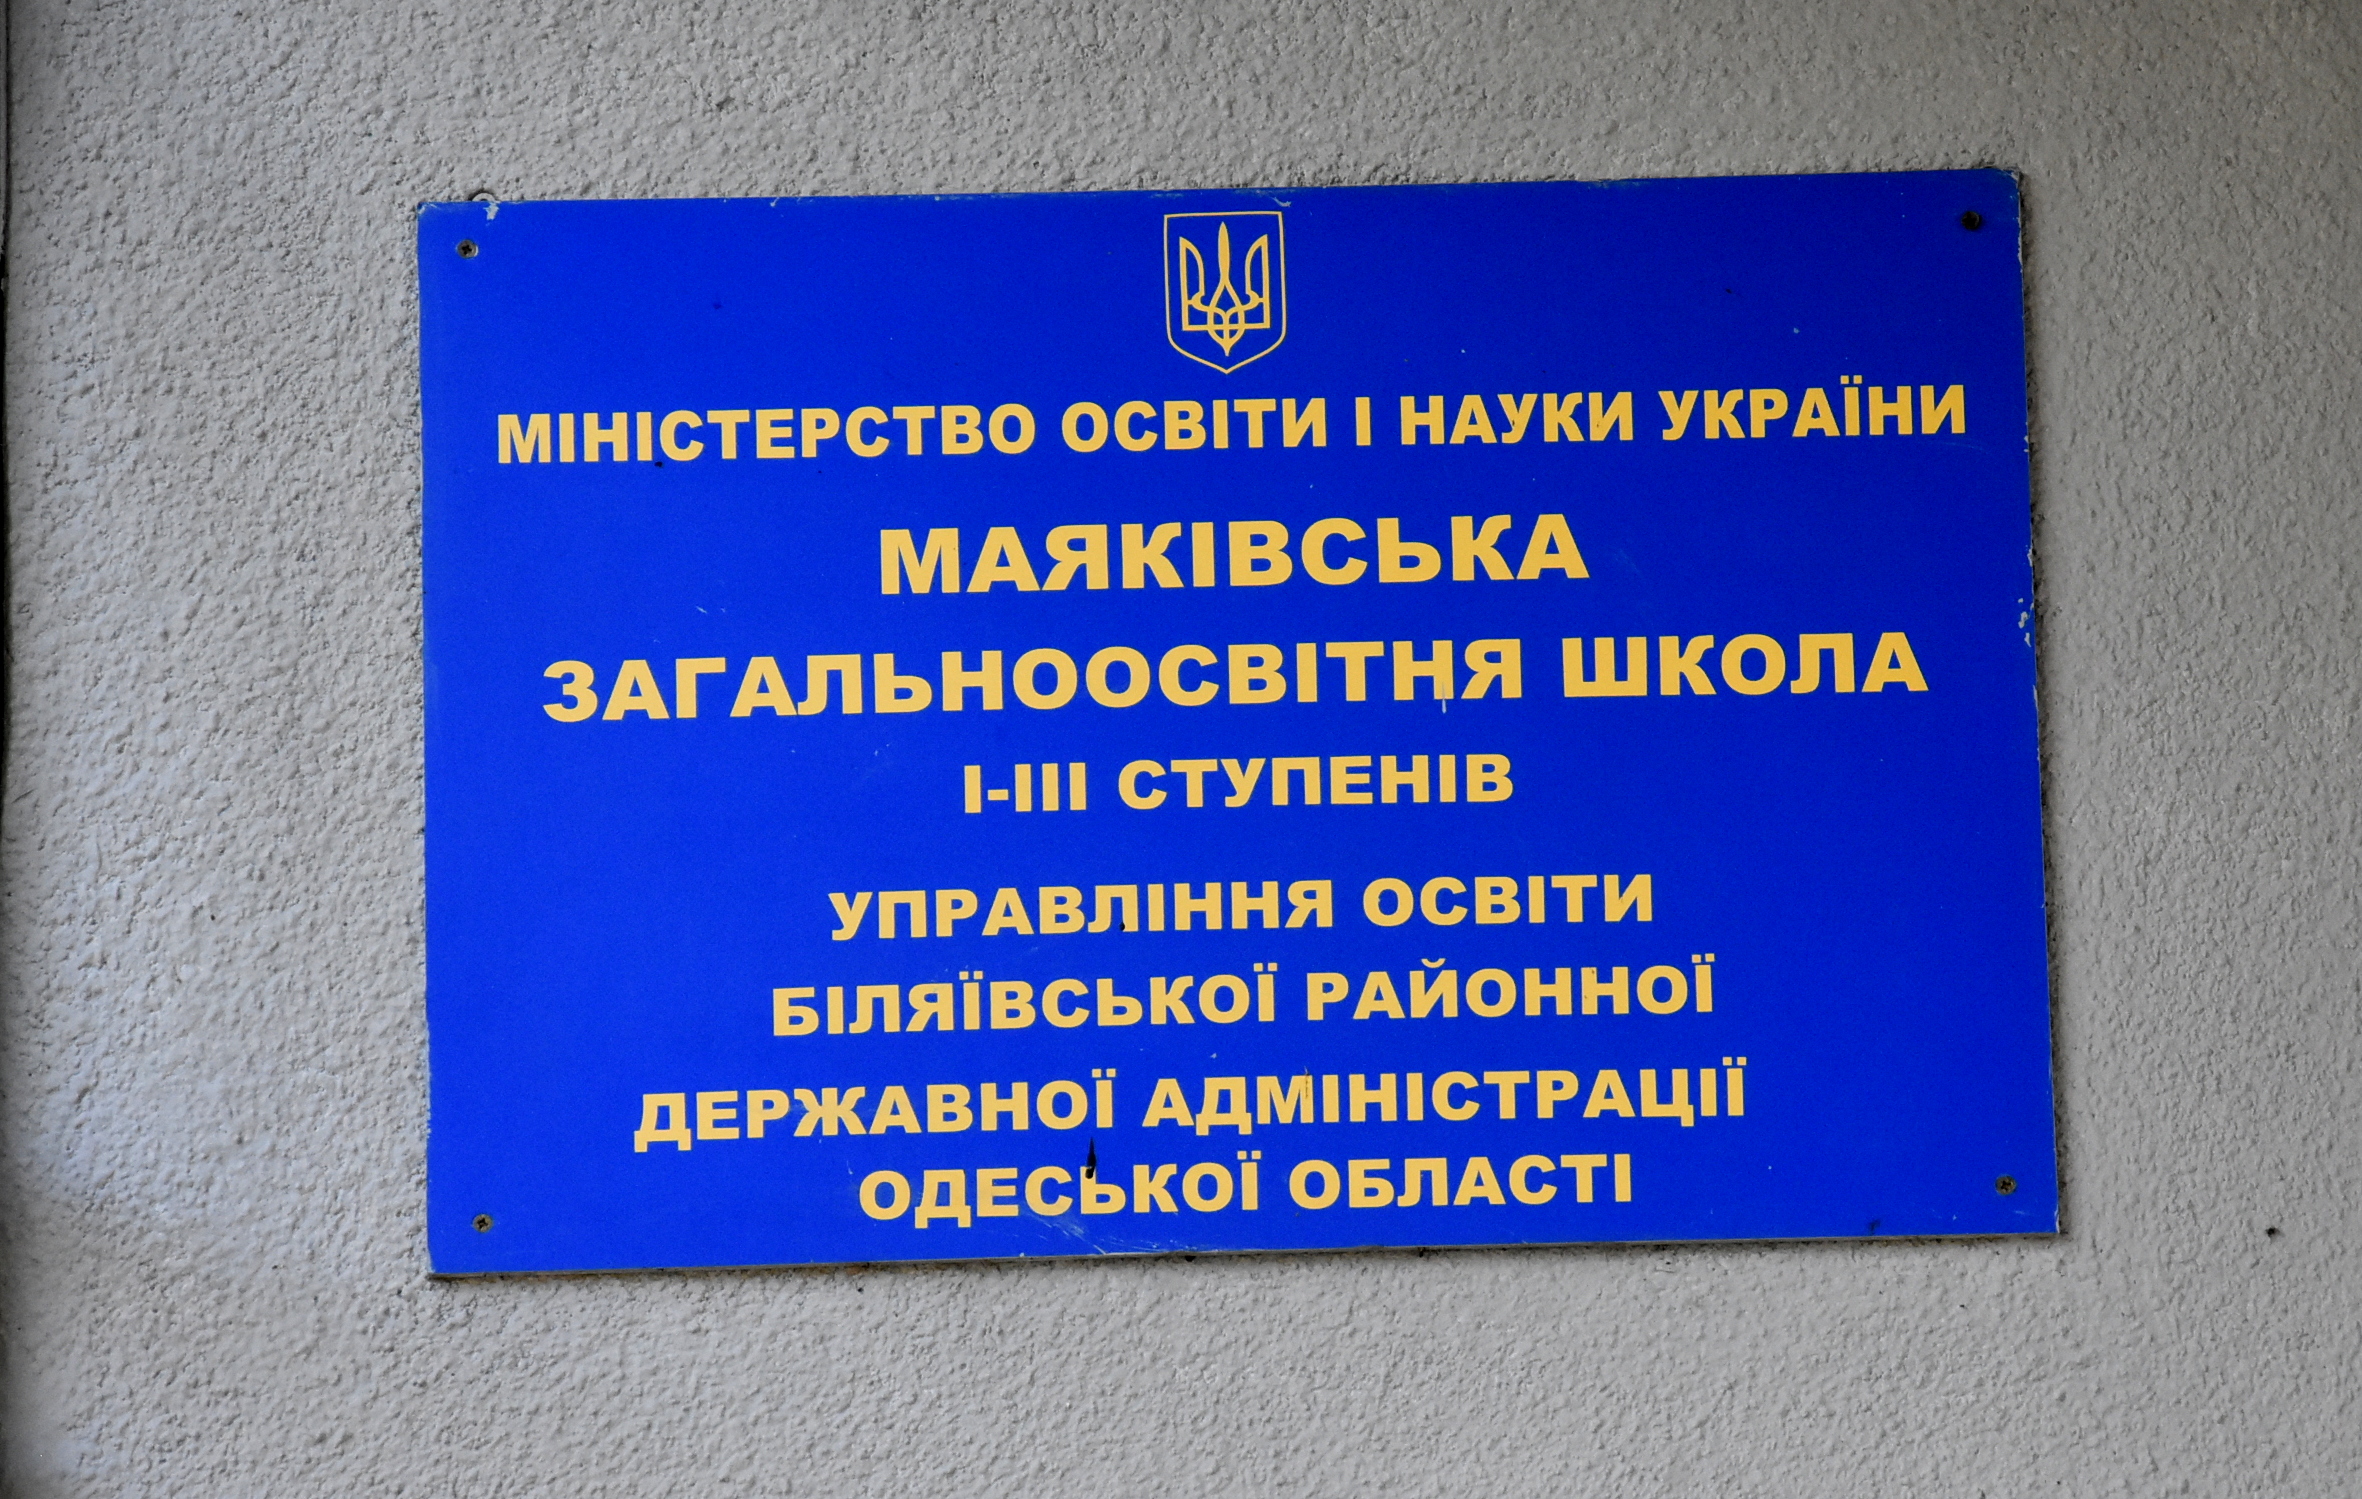 МІНІСТЕРСТВО ОСВІТИ І НАУКИ УКРАЇНИ
МАЯКІВСЬКА
ЗАГАЛЬНООСВІТНЯ ШКОЛА
І-ІІІ СТУПЕНІВ
УПРАВЛІННЯ ОСВІТИ
БІЛЯЇВСЬКОЇ РАЙОННОЇ
ДЕРЖАВНОЇ АДМІНІСТРАЦІЇ
ОДЕСЬКОЇ ОБЛАСТІ